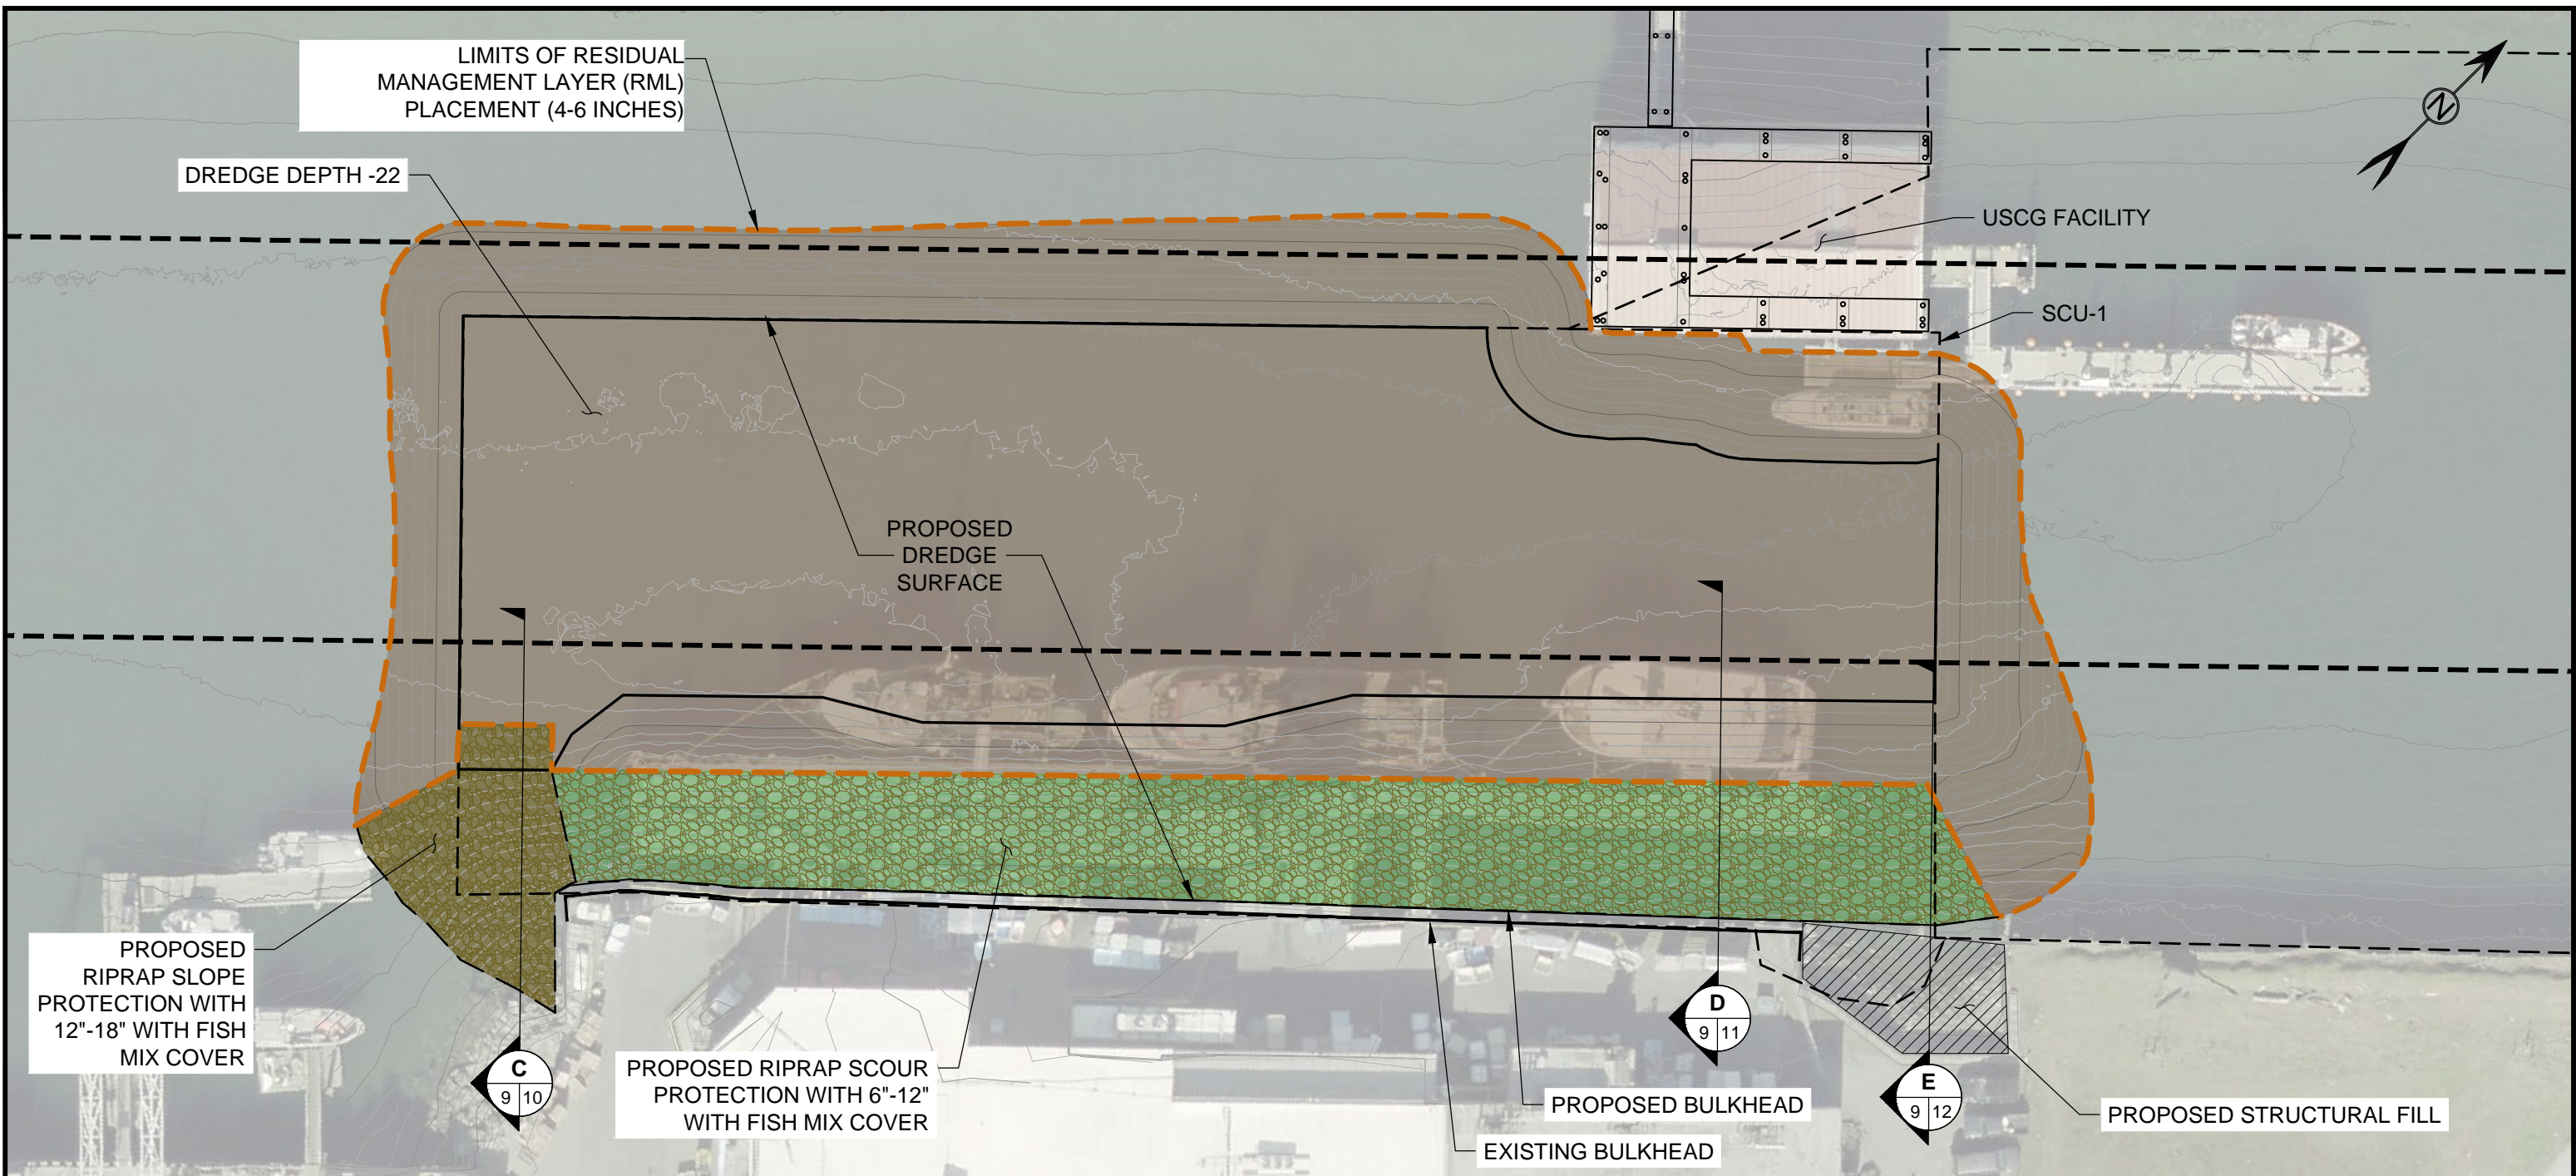 LIMITS OF RESIDUAL
MANAGEMENT LAYER (RML)
PLACEMENT (4-6 INCHES)
DREDGE DEPTH -22
N
USCG FACILITY
SCU-1
PROPOSED
DREDGE
SURFACE
PROPOSED
RIPRAP SLOPE
PROTECTION WITH
12"-18" WITH FISH
MIX COVER
C
9 10
PROPOSED RIPRAP SCOUR
PROTECTION WITH 6"-12"
WITH FISH MIX COVER
D
9 11
E
9 12
PROPOSED BULKHEAD
EXISTING BULKHEAD
PROPOSED STRUCTURAL FILL